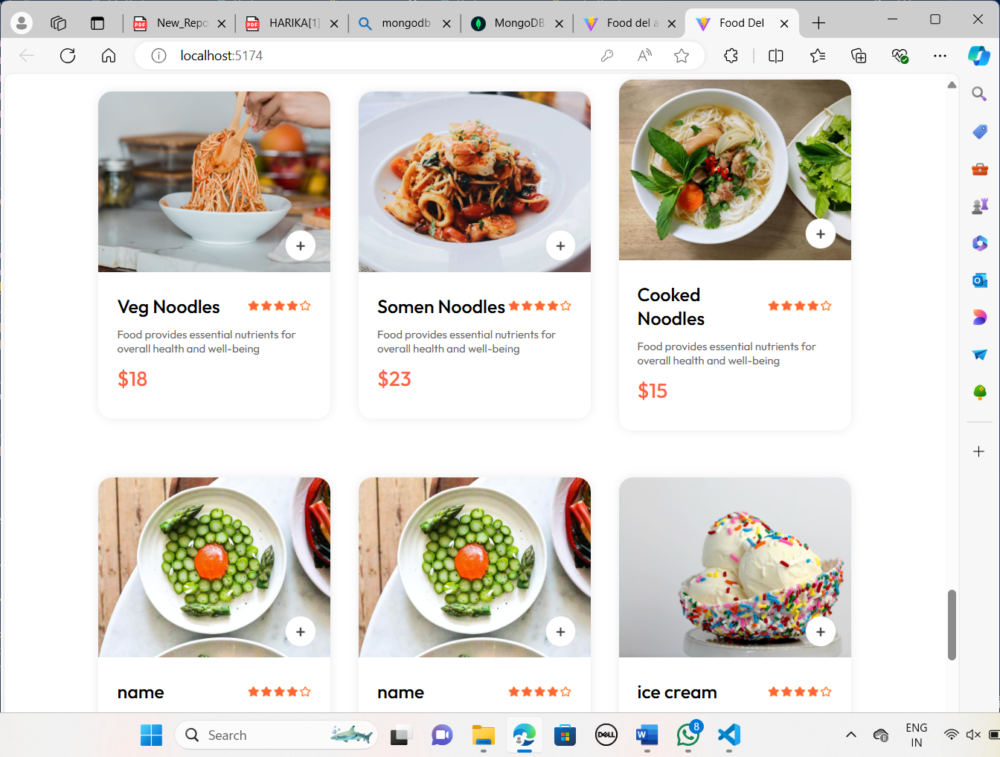 New_Repo
HARIKA[1]
mongodb
MongoDB
Food del a
Food Del
localhost:5174
Veg Noodles
Food provides essential nutrients for
overall health and well-being
$18
Somen Noodles
Food provides essential nutrients for
overall health and well-being
$23
Cooked
Noodles
Food provides essential nutrients for
overall health and well-being
$15
name
name
ice cream
Search
8
ENG
IN